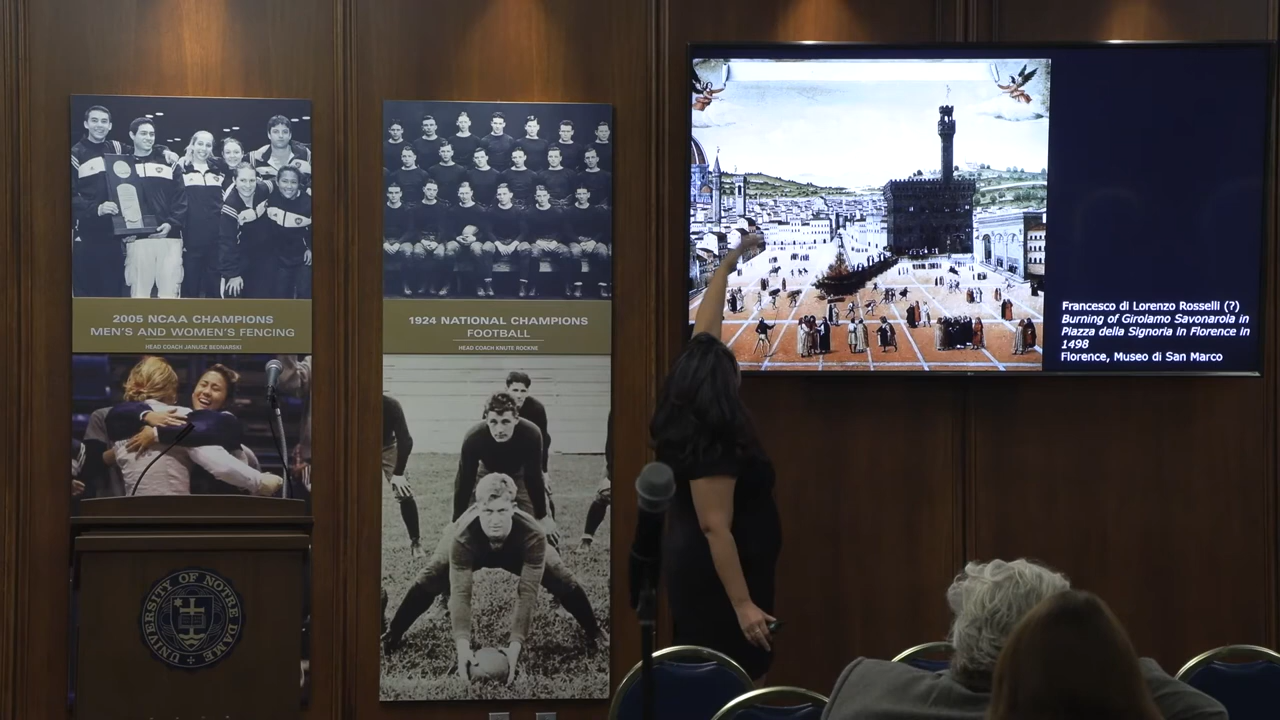 2005 NCAA CHAMPIONS
MEN'S AND WOMEN'S FENCING
HEAD COACH JANUSZ BEDNARSKI
1924 NATIONAL CHAMPIONS
FOOTBALL
HEAD COACH KNUTE ROCKNE
Francesco di Lorenzo Rosselli (?)
Burning of Girolamo Savonarola in
Piazza della Signoria in Florence in
1498
Florence, Museo di San Marco
UNIVERSITY OF NOTRE DAME